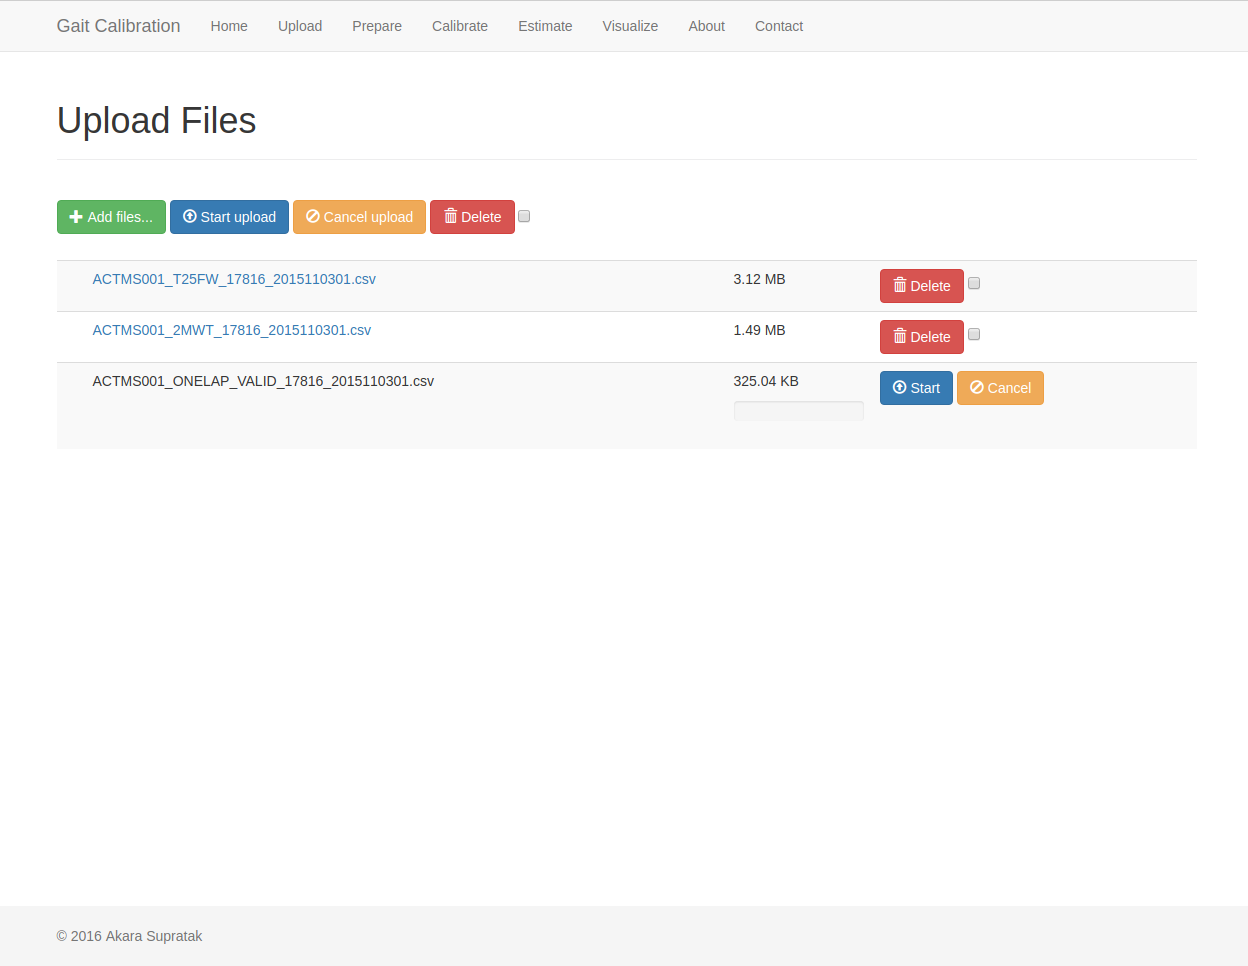 Gait Calibration Home Upload Prepare Calibrate Estimate Visualize About Contact
Upload Files
Add files... Start upload Cancel upload Delete
ACTMS001_T25FW_17816_2015110301.csv 3.12 MB Delete
ACTMS001_2MWT_17816_2015110301.csv 1.49 MB Delete
ACTMS001_ONELAP_VALID_17816_2015110301.csv 325.04 KB Start Cancel
© 2016 Akara Supratak